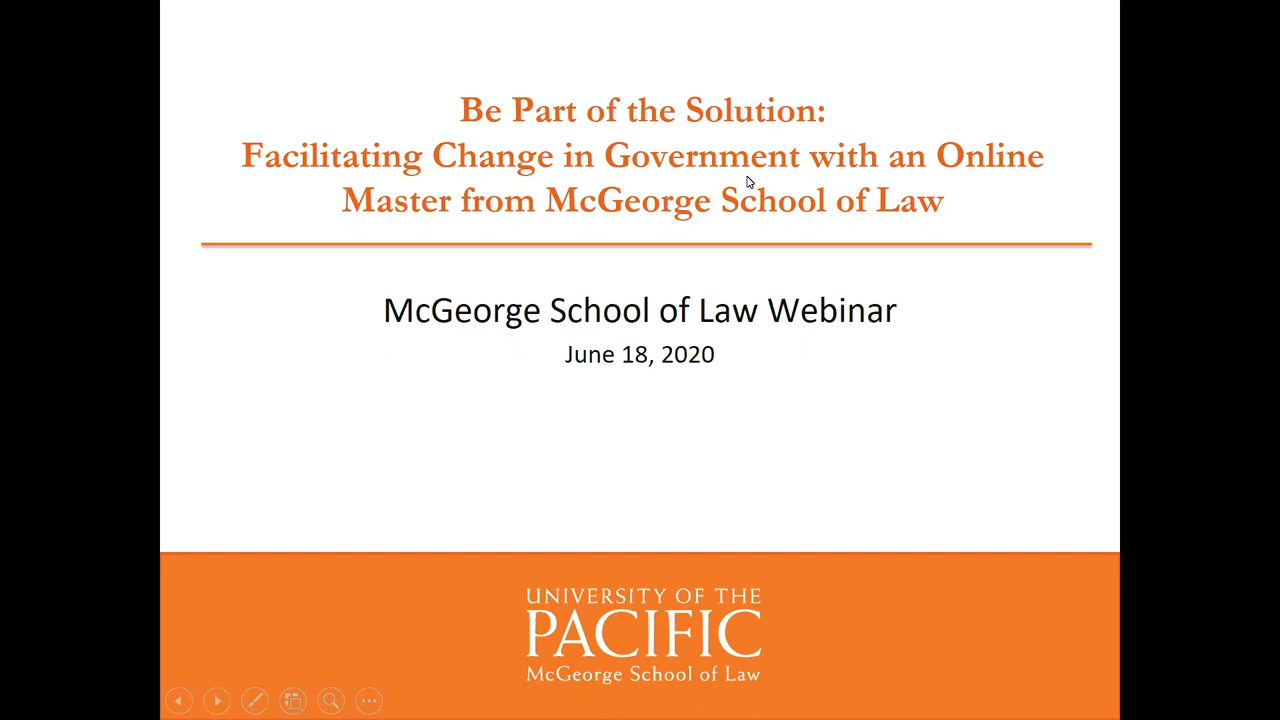 Be Part of the Solution:
Facilitating Change in Government with an Online
Master from McGeorge School of Law
McGeorge School of Law Webinar
June 18, 2020
UNIVERSITY OF THE
PACIFIC
McGeorge School of Law